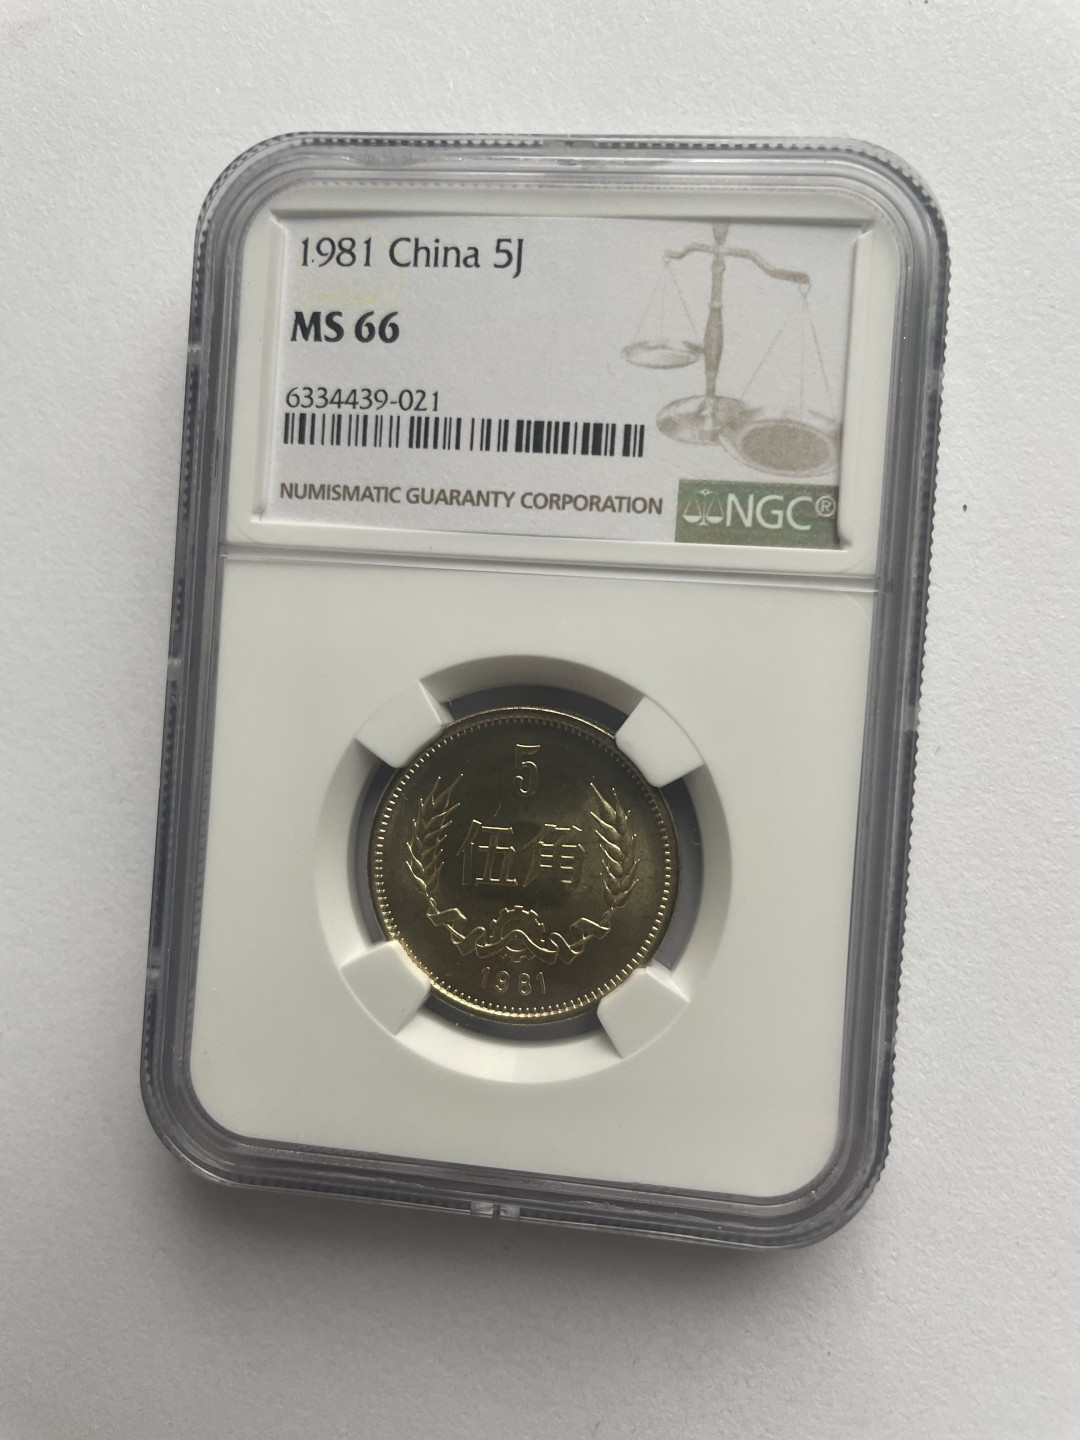 1981 China 5J
MS 66
6334439-021
NUMISMATIC GUARANTY CORPORATION
NGC®
5
伍角
1981